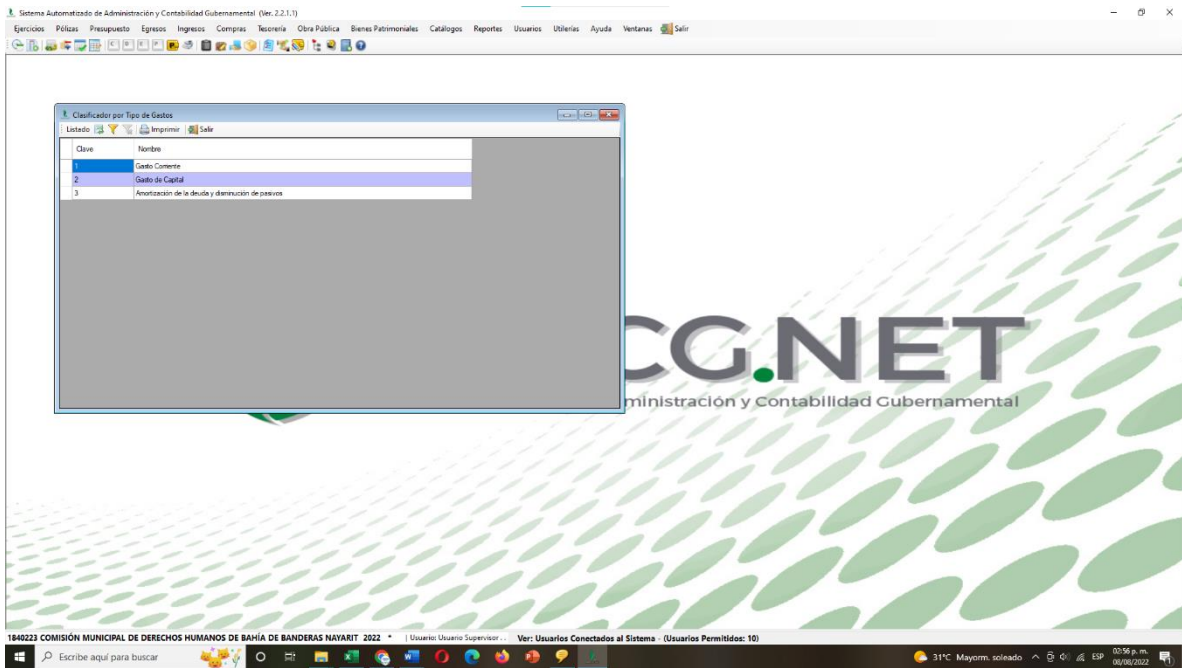 Sistema Automatizado de Administración y Contabilidad Gubernamental (Ver. 2.2.1.1)
Ejercicios Pólizas Presupuesto Egresos Ingresos Compras Tesorería Obra Pública Bienes Patrimoniales Catálogos Reportes Usuarios Utilerías Ayuda Ventanas Salir
Clasificador por Tipo de Gastos
Listado Imprimir Salir
Clave Nombre
1 Gasto Corriente
2 Gasto de Capital
3 Amortización de la deuda y disminución de pasivos
CG.NET
ministración y Contabilidad Gubernamental
1840223 COMISIÓN MUNICIPAL DE DERECHOS HUMANOS DE BAHÍA DE BANDERAS NAYARIT 2022 * | Usuario: Usuario Supervisor . . Ver: Usuarios Conectados al Sistema - (Usuarios Permitidos: 10)
Escribe aquí para buscar
31°C Mayorm. soleado ESP 02:56 p. m.
08/08/2022